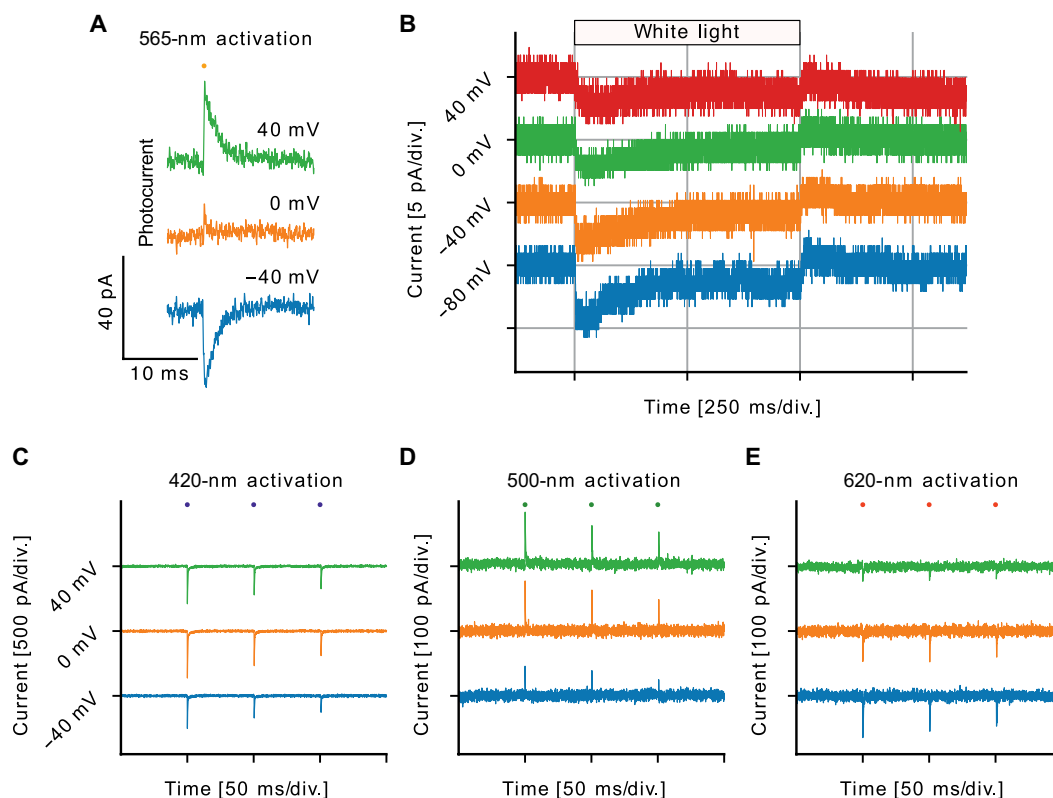 A
565-nm activation
Photocurrent
40 mV
0 mV
−40 mV
40 pA
10 ms
B
White light
Current [5 pA/div.]
40 mV
0 mV
−40 mV
−80 mV
Time [250 ms/div.]
C
420-nm activation
Current [500 pA/div.]
40 mV
0 mV
−40 mV
Time [50 ms/div.]
D
500-nm activation
Current [100 pA/div.]
Time [50 ms/div.]
E
620-nm activation
Current [100 pA/div.]
Time [50 ms/div.]